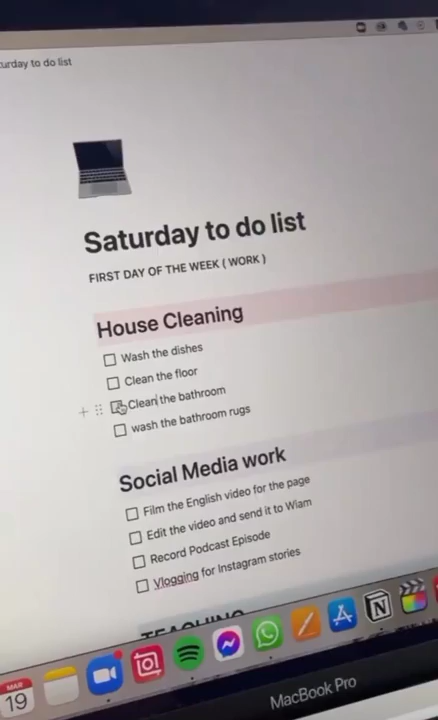 urday to do list
Saturday to do list
FIRST DAY OF THE WEEK ( WORK )
House Cleaning
Wash the dishes
Clean the floor
Clean the bathroom
wash the bathroom rugs
Social Media work
Film the English video for the page
Edit the video and send it to Wiam
Record Podcast Episode
Vlogging for Instagram stories
TEACHING
MAR
19
N
MacBook Pro